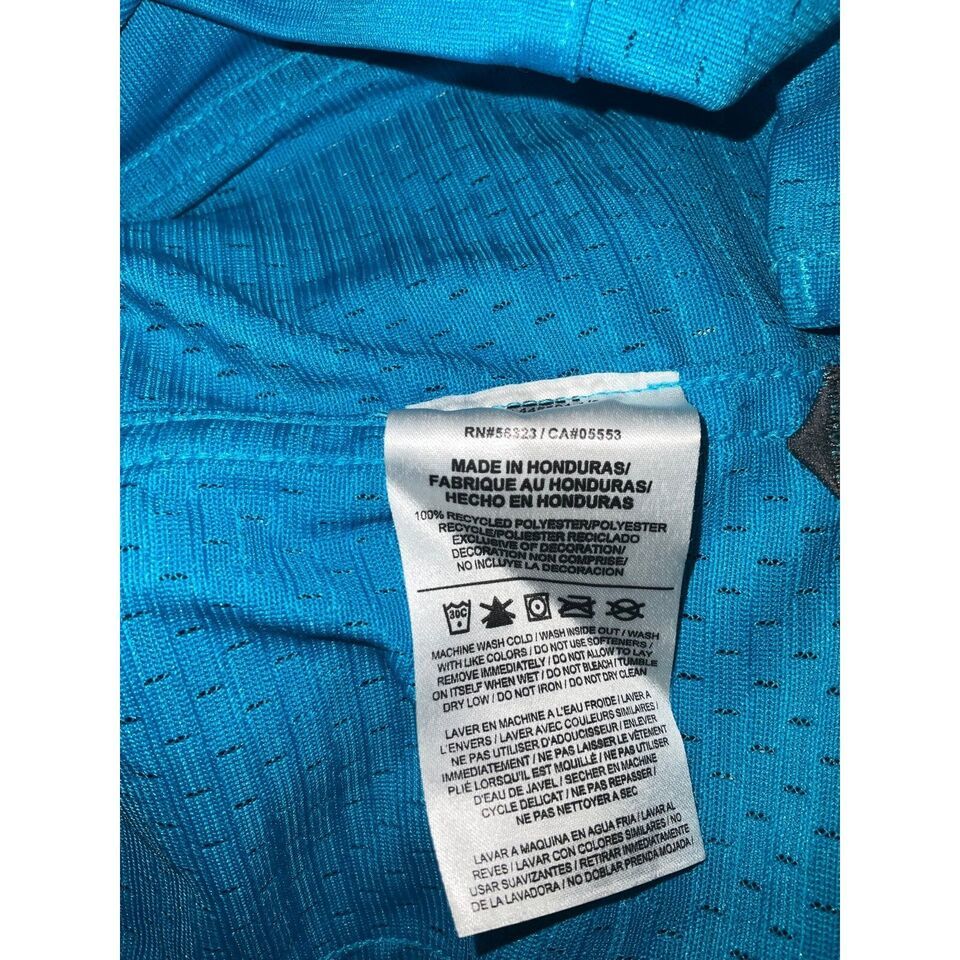 RN#56323 / CA#05553
MADE IN HONDURAS/
FABRIQUE AU HONDURAS/
HECHO EN HONDURAS
100% RECYCLED POLYESTER/POLYESTER
RECYCLE/POLIESTER RECICLADO
EXCLUSIVE OF DECORATION/
DECORATION NON COMPRISE/
NO INCLUYE LA DECORACION
30C
MACHINE WASH COLD / WASH INSIDE OUT / WASH
WITH LIKE COLORS / DO NOT USE SOFTENERS /
REMOVE IMMEDIATELY / DO NOT ALLOW TO LAY
ON ITSELF WHEN WET / DO NOT BLEACH / TUMBLE
DRY LOW / DO NOT IRON / DO NOT DRY CLEAN
LAVER EN MACHINE A L'EAU FROIDE / LAVER A
L'ENVERS / LAVER AVEC COULEURS SIMILAIRES /
NE PAS UTILISER D'ADOUCISSEUR / ENLEVER
IMMEDIATEMENT / NE PAS LAISSER LE VÊTEMENT
PLIÉ LORSQU'IL EST MOUILLÉ / NE PAS UTILISER
D'EAU DE JAVEL / SECHER EN MACHINE
CYCLE DELICAT / NE PAS REPASSER /
NE PAS NETTOYER A SEC
LAVAR A MAQUINA EN AGUA FRIA / LAVAR AL
REVES / LAVAR CON COLORES SIMILARES / NO
USAR SUAVIZANTES / RETIRAR INMEDIATAMENTE
DE LA LAVADORA / NO DOBLAR PRENDA MOJADA /